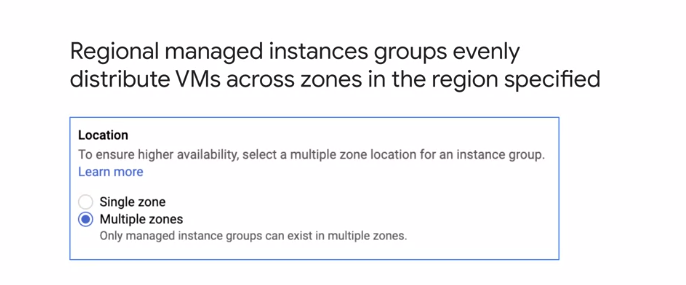 Regional managed instances groups evenly
distribute VMs across zones in the region specified
Location
To ensure higher availability, select a multiple zone location for an instance group.
Learn more
Single zone
Multiple zones
Only managed instance groups can exist in multiple zones.